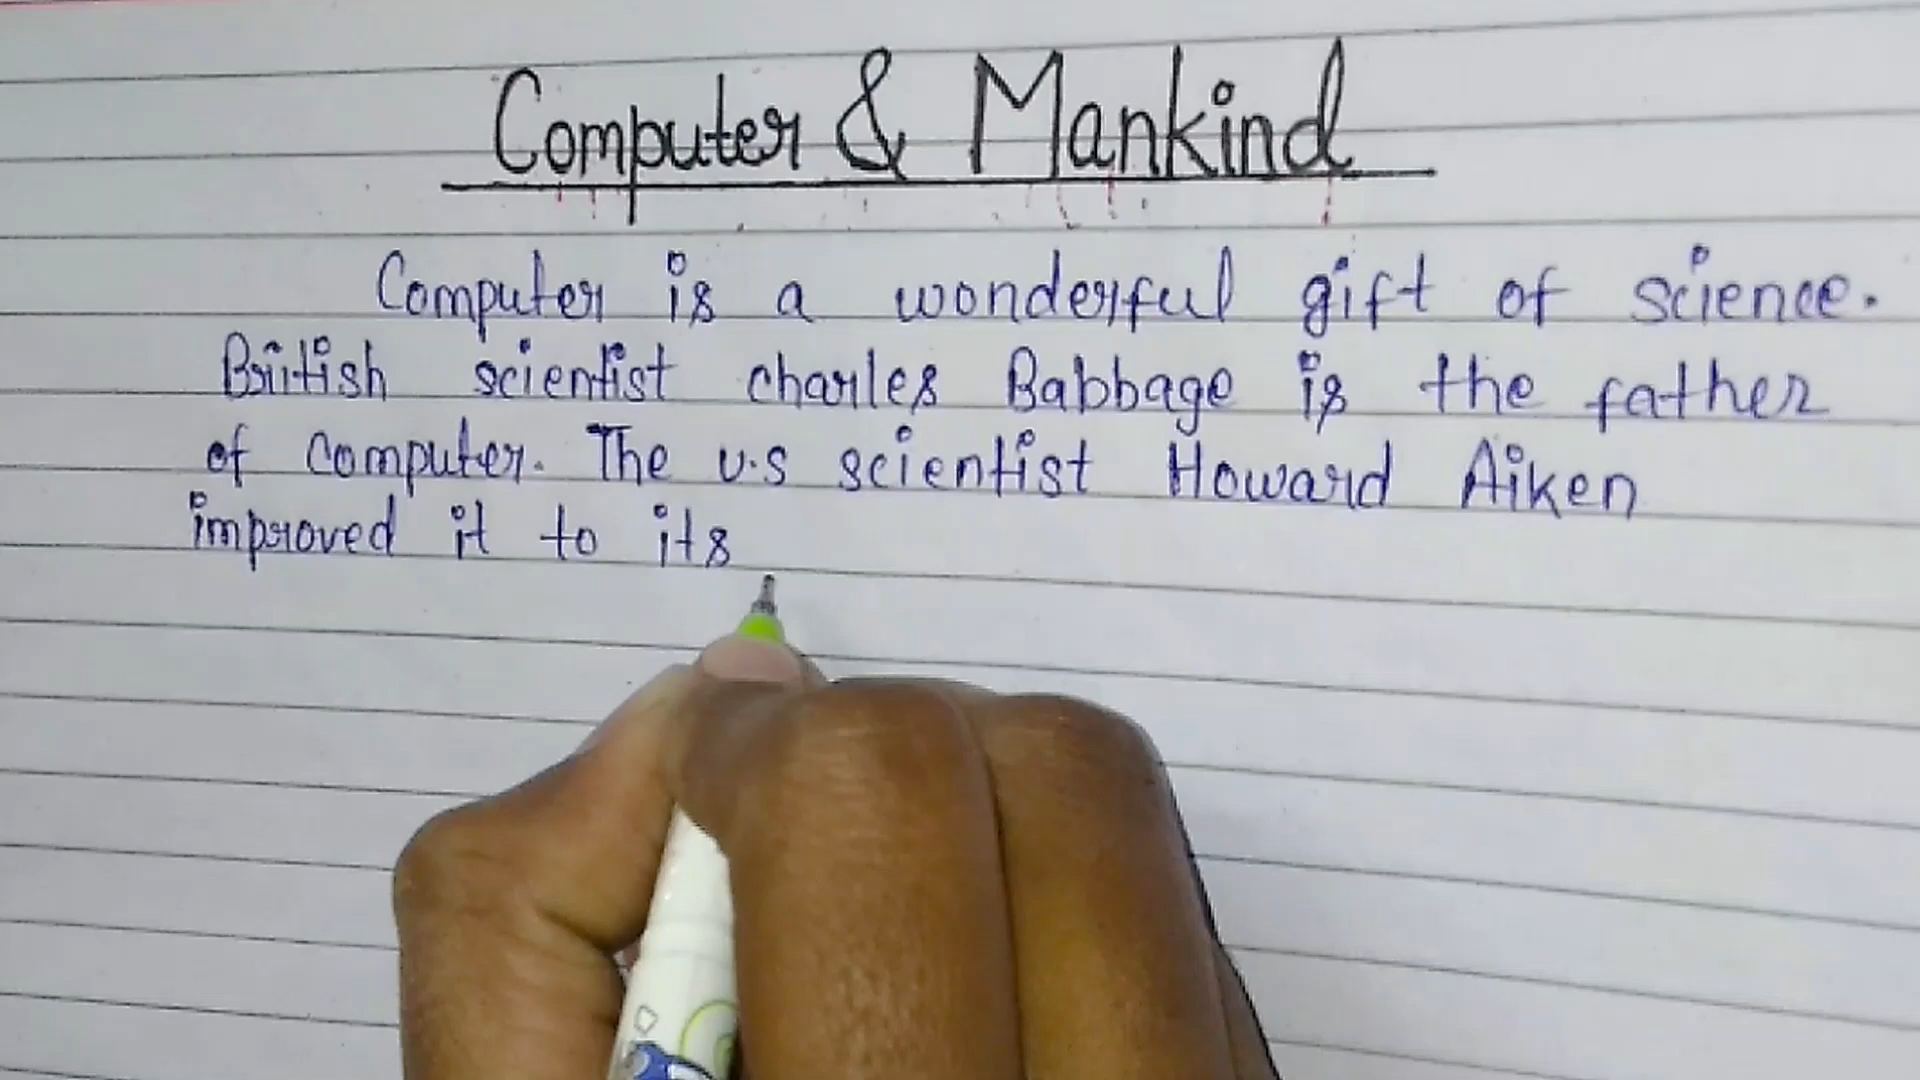 Computer & Mankind
Computer is a wonderful gift of science.
British scientist charles Babbage is the father
of computer. The U.S scientist Howard Aiken
improved it to its